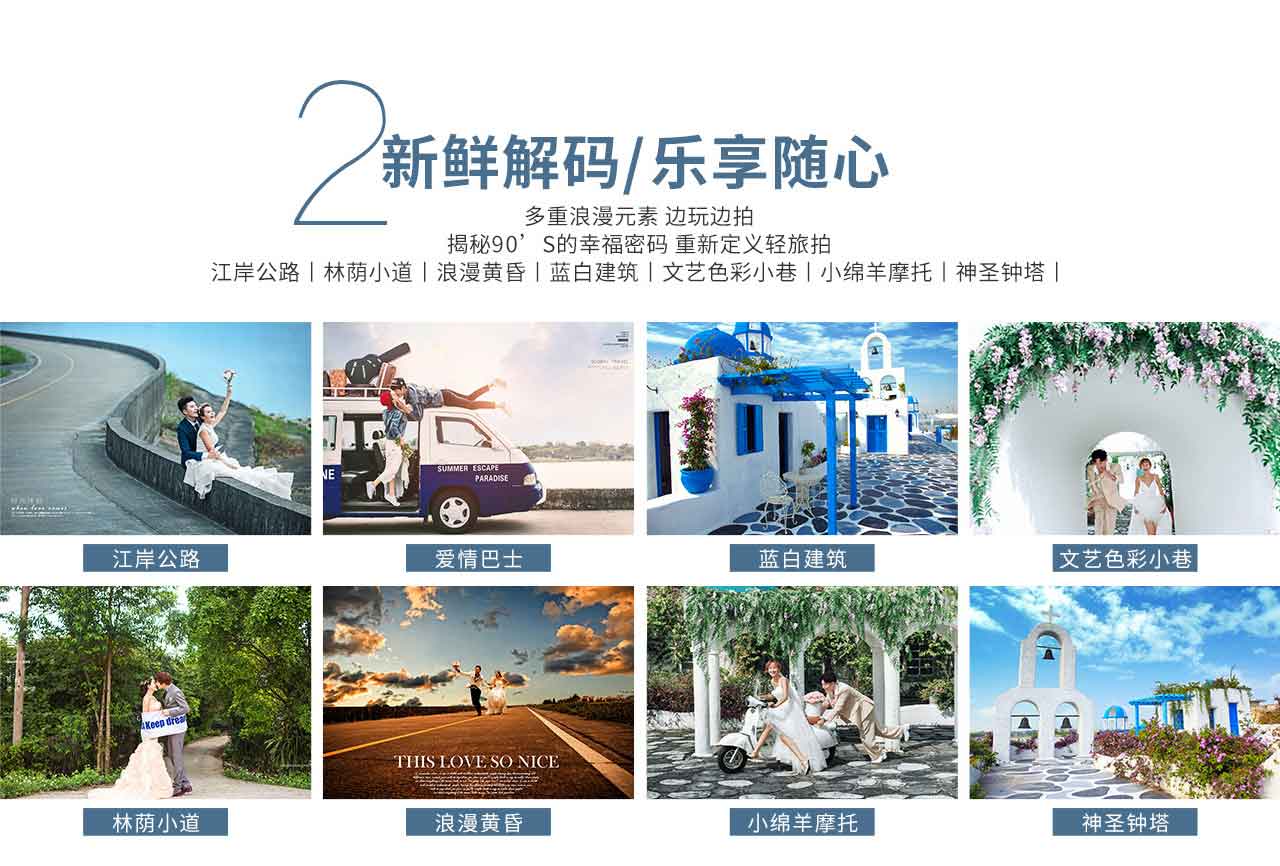 2
新鲜解码/乐享随心
多重浪漫元素 边玩边拍
揭秘90’S的幸福密码 重新定义轻旅拍
江岸公路丨林荫小道丨浪漫黄昏丨蓝白建筑丨文艺色彩小巷丨小绵羊摩托丨神圣钟塔丨
when love comes
SUMMER ESCAPE
PARADISE
NE
江岸公路
爱情巴士
蓝白建筑
文艺色彩小巷
Keep drea
THIS LOVE SO NICE
林荫小道
浪漫黄昏
小绵羊摩托
神圣钟塔